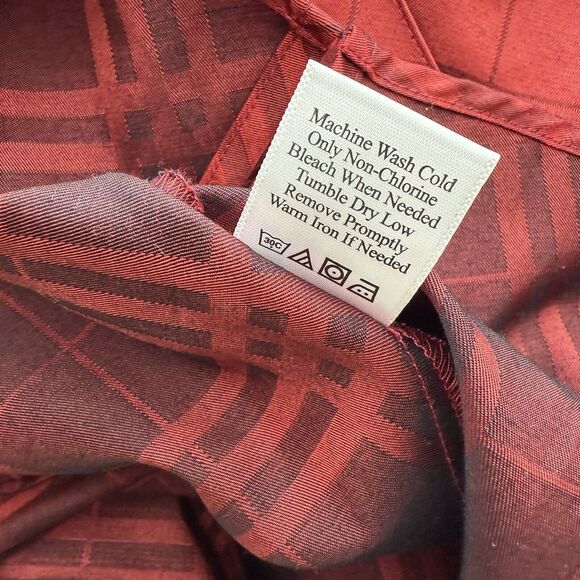 Machine Wash Cold
Only Non-Chlorine
Bleach When Needed
Tumble Dry Low
Remove Promptly
Warm Iron If Needed
30C